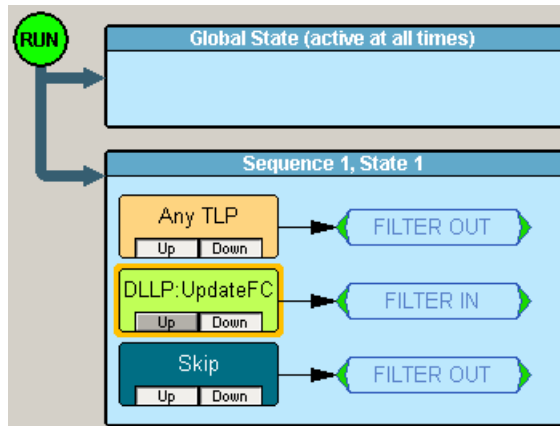 RUN
Global State (active at all times)
Sequence 1, State 1
Any TLP
Up Down
FILTER OUT
DLLP:UpdateFC
Up Down
FILTER IN
Skip
Up Down
FILTER OUT